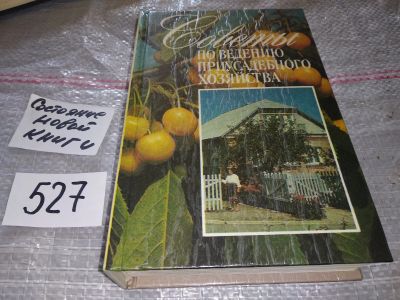 Советы
ПО ВЕДЕНИЮ
ПРИУСАДЕБНОГО
ХОЗЯЙСТВА
Состояние
новой
книги
527